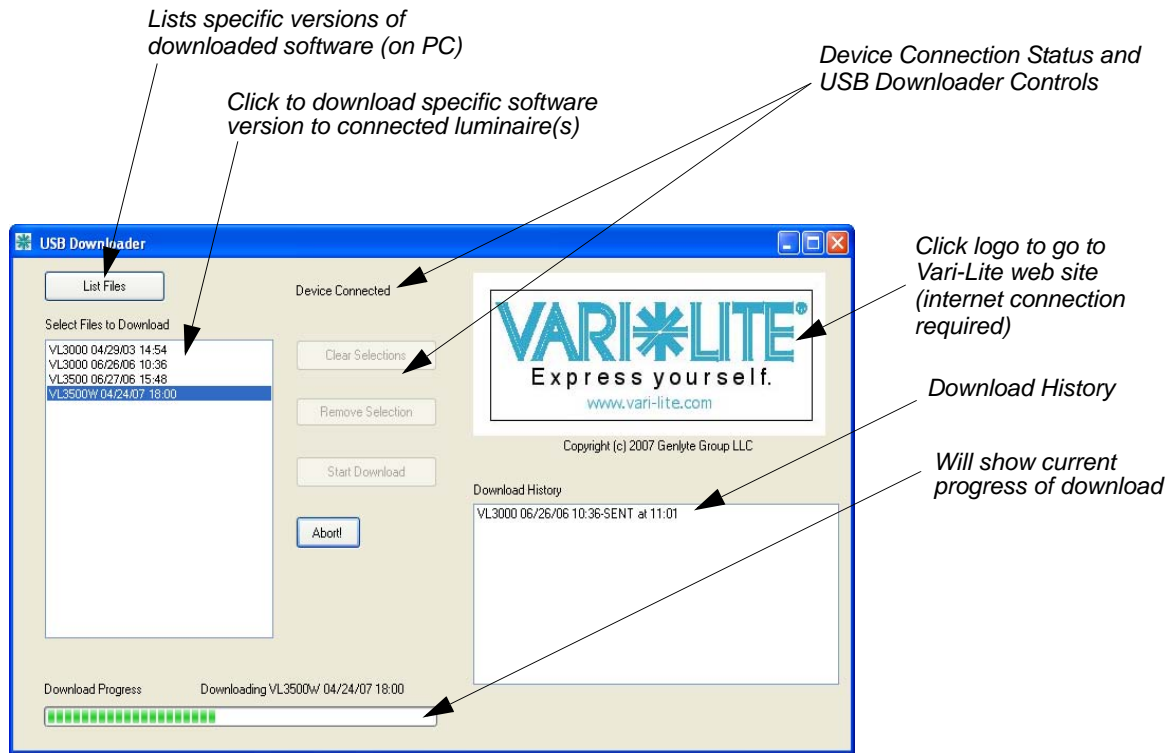 Lists specific versions of
downloaded software (on PC)
Device Connection Status and
USB Downloader Controls
Click to download specific software
version to connected luminaire(s)
USB Downloader
List Files
Device Connected
Select Files to Download
VL3000 04/29/03 14:54
VL3000 06/26/06 10:36
VL3500 06/27/06 15:48
VL3500W 04/24/07 18:00
Clear Selections
Remove Selection
Start Download
Abort!
VARI LITE®
Express yourself.
www.vari-lite.com
Copyright (c) 2007 Genlyte Group LLC
Download History
VL3000 06/26/06 10:36-SENT at 11:01
Download Progress
Downloading VL3500W 04/24/07 18:00
Click logo to go to
Vari-Lite web site
(internet connection
required)
Download History
Will show current
progress of download